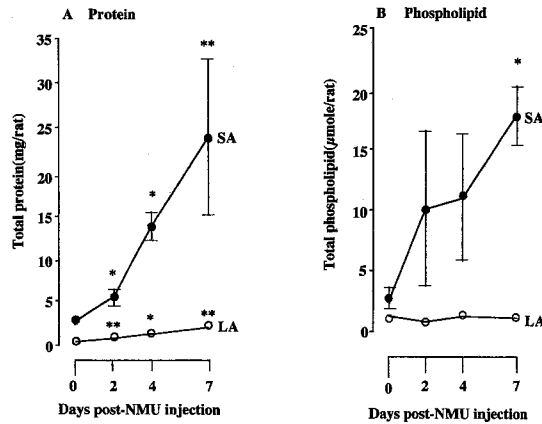 A Protein
Total protein(mg/rat)
35
30
25
20
15
10
5
0
**
SA
*
*
**
*
**
LA
0 2 4 7
Days post-NMU injection
B Phospholipid
Total phospholipid(µmole/rat)
25
20
15
10
5
0
*
SA
LA
0 2 4 7
Days post-NMU injection